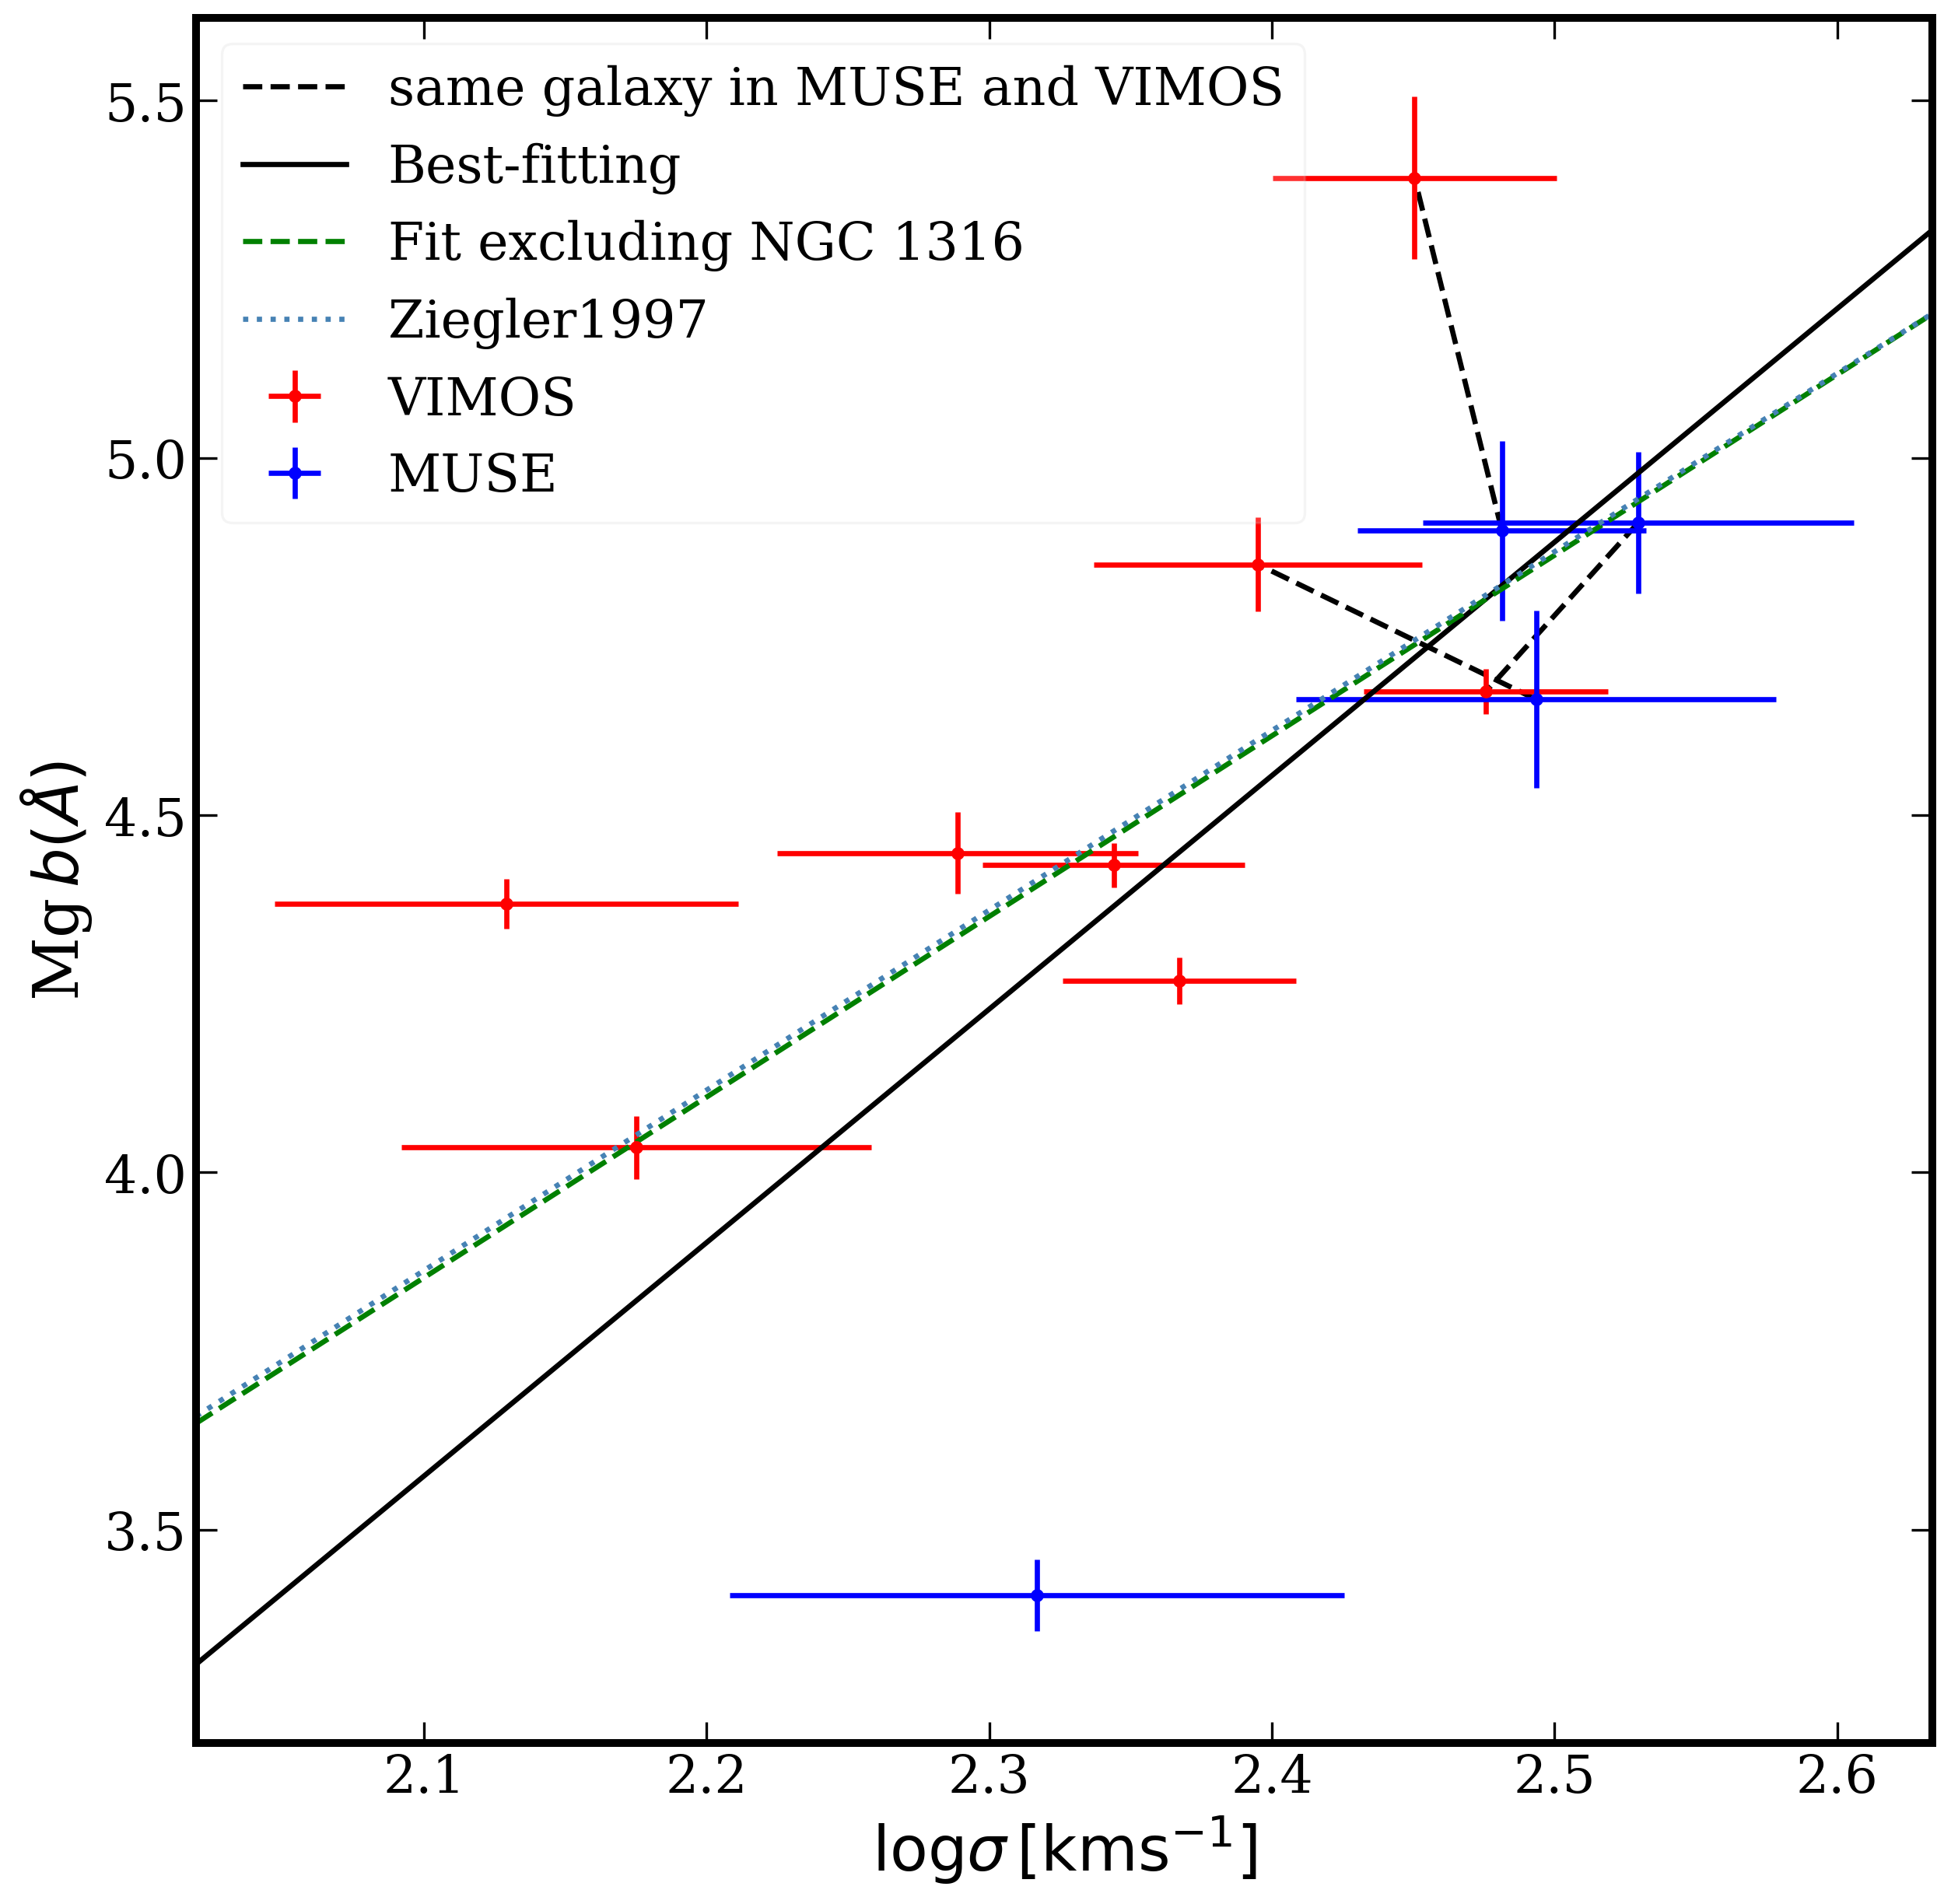 same galaxy in MUSE and VIMOS
Best-fitting
Fit excluding NGC 1316
Ziegler1997
VIMOS
MUSE
5.5
5.0
4.5
4.0
3.5
Mg b(Å)
2.1 2.2 2.3 2.4 2.5 2.6
logσ [kms⁻¹]